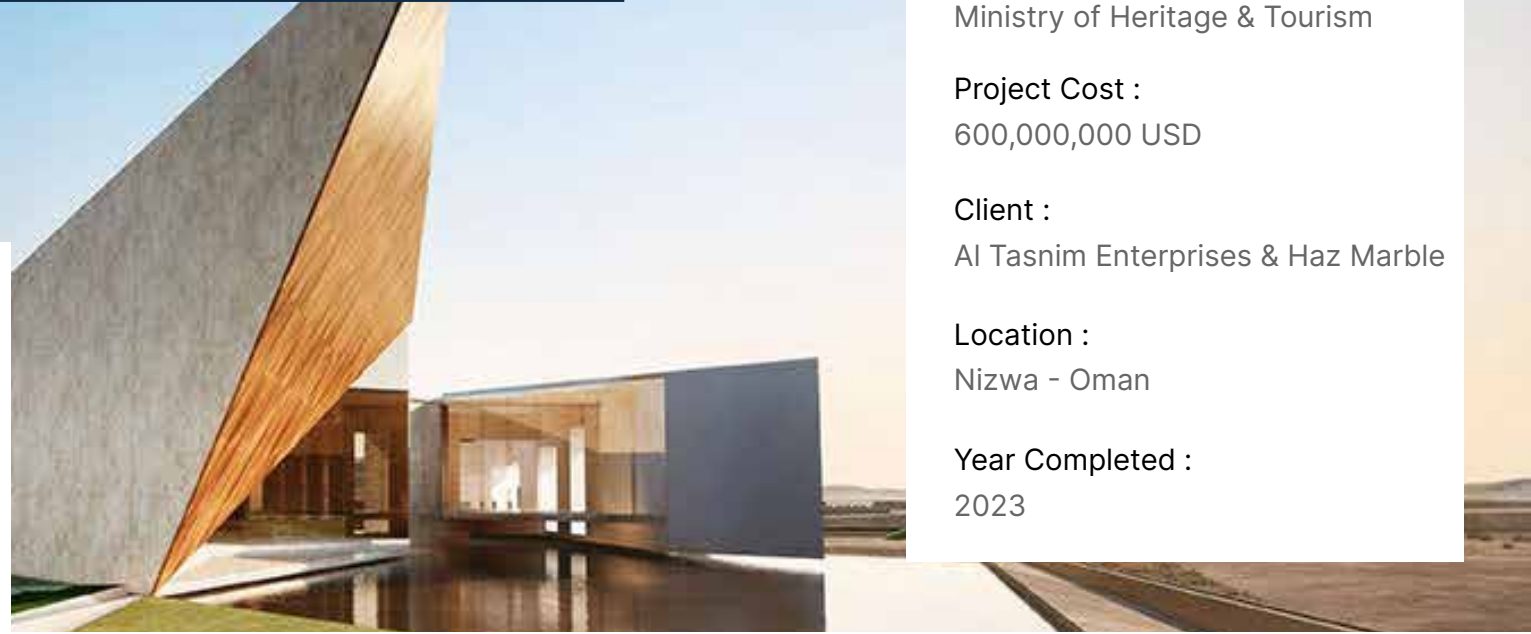 Ministry of Heritage & Tourism
Project Cost :
600,000,000 USD
Client :
Al Tasnim Enterprises & Haz Marble
Location :
Nizwa - Oman
Year Completed :
2023